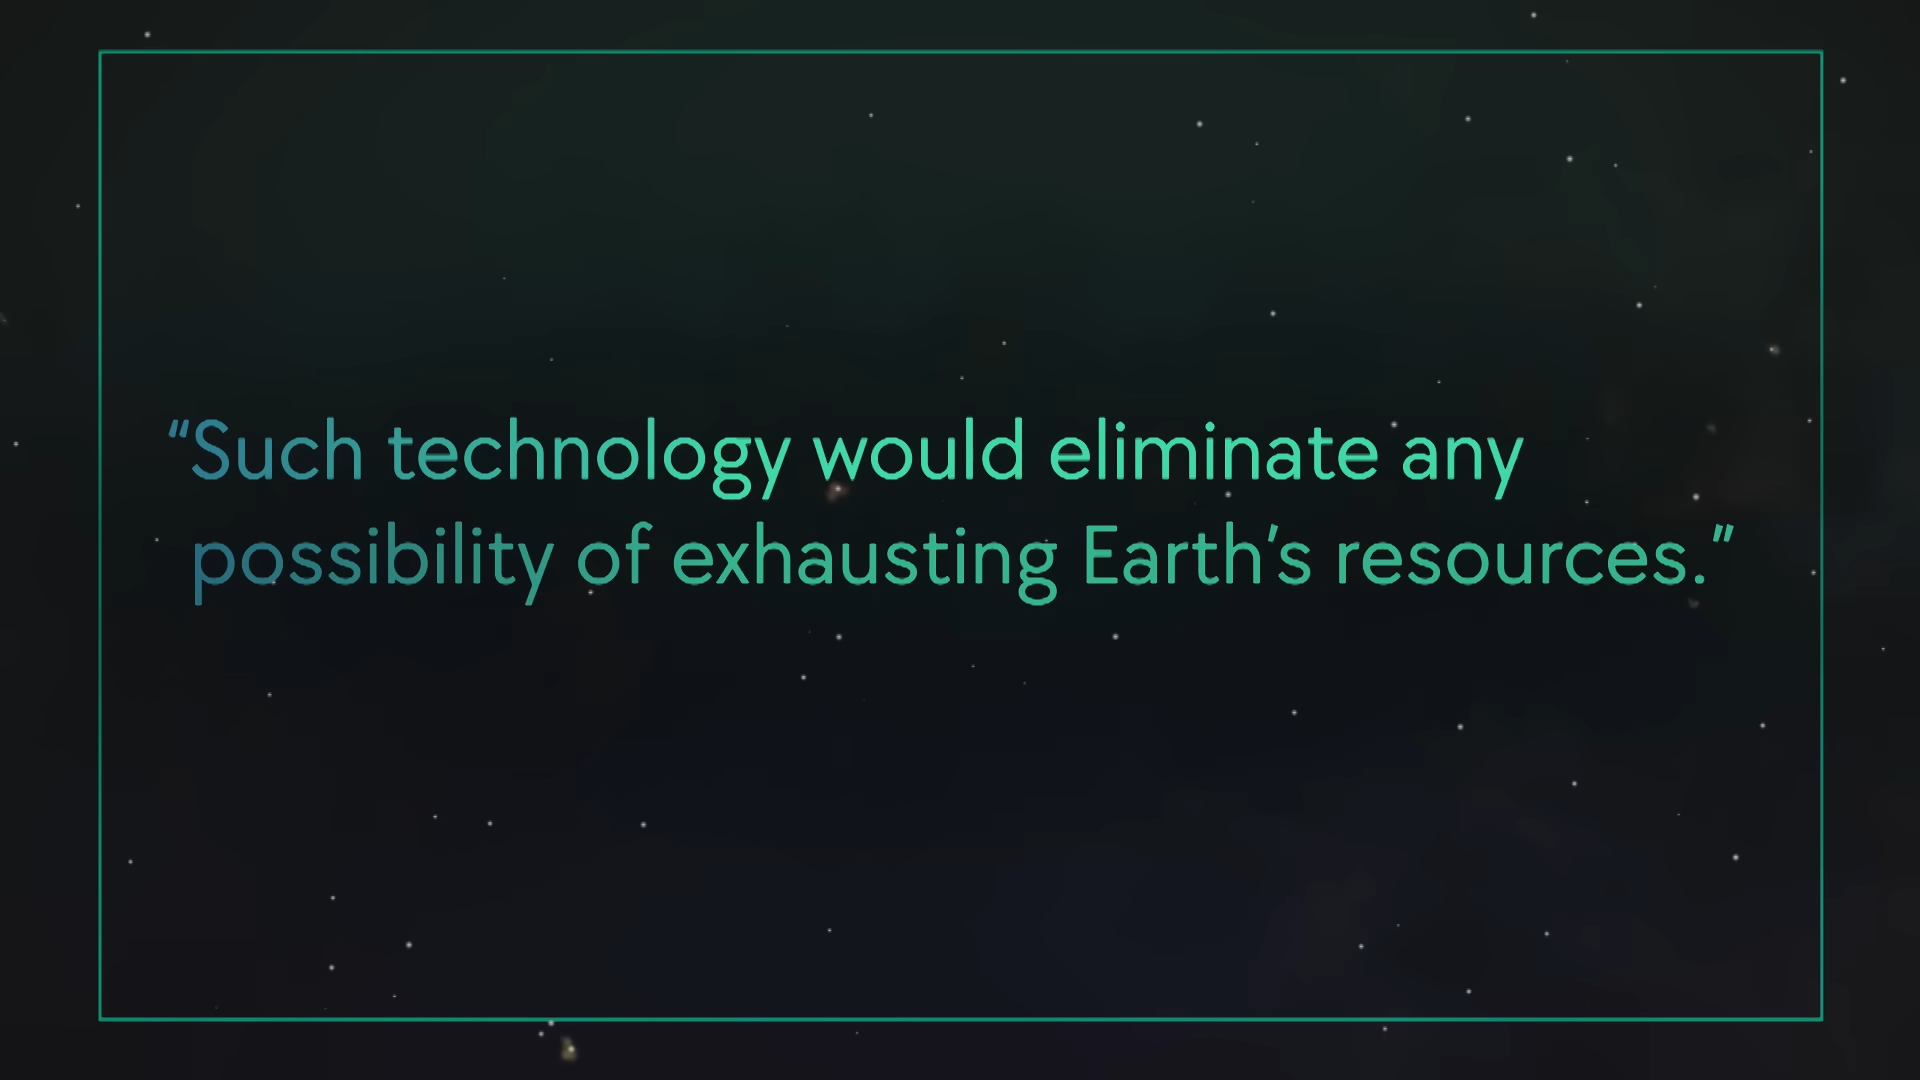 “Such technology would eliminate any
possibility of exhausting Earth’s resources.”